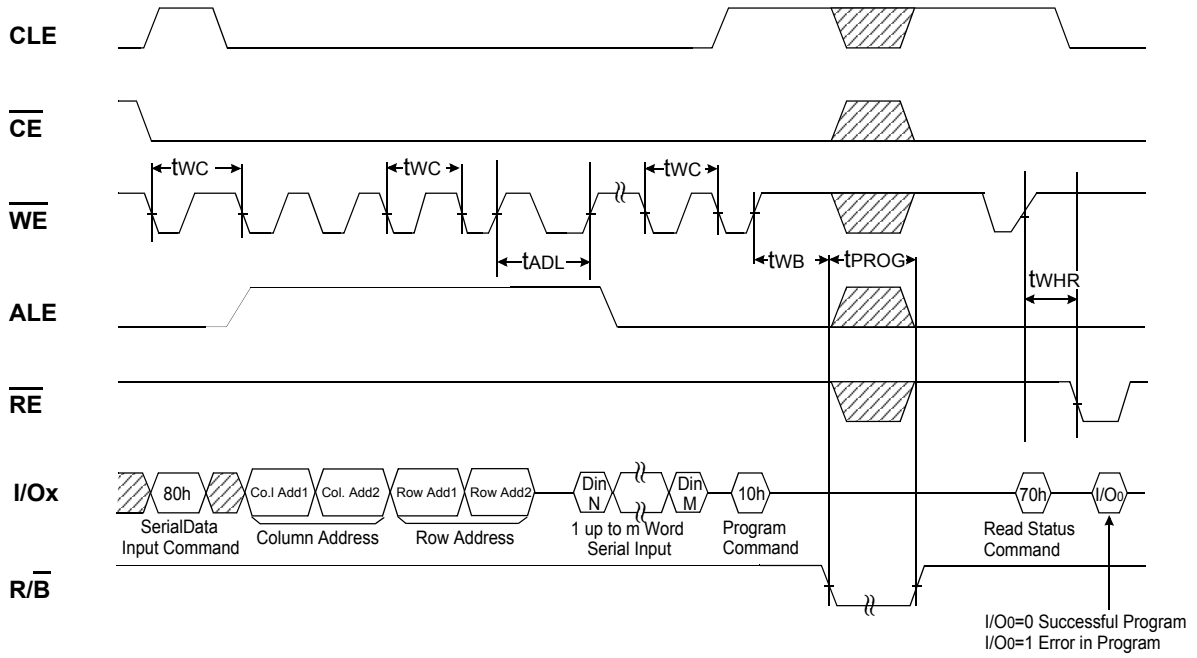 CLE
CE
tWC
tWC
tWC
WE
tADL
tWB
tPROG
tWHR
ALE
RE
I/Ox
80h
Co.l Add1
Col. Add2
Row Add1
Row Add2
Din
N
Din
M
10h
70h
I/O0
SerialData
Input Command
Column Address
Row Address
1 up to m Word
Serial Input
Program
Command
Read Status
Command
R/B
I/O0=0 Successful Program
I/O0=1 Error in Program